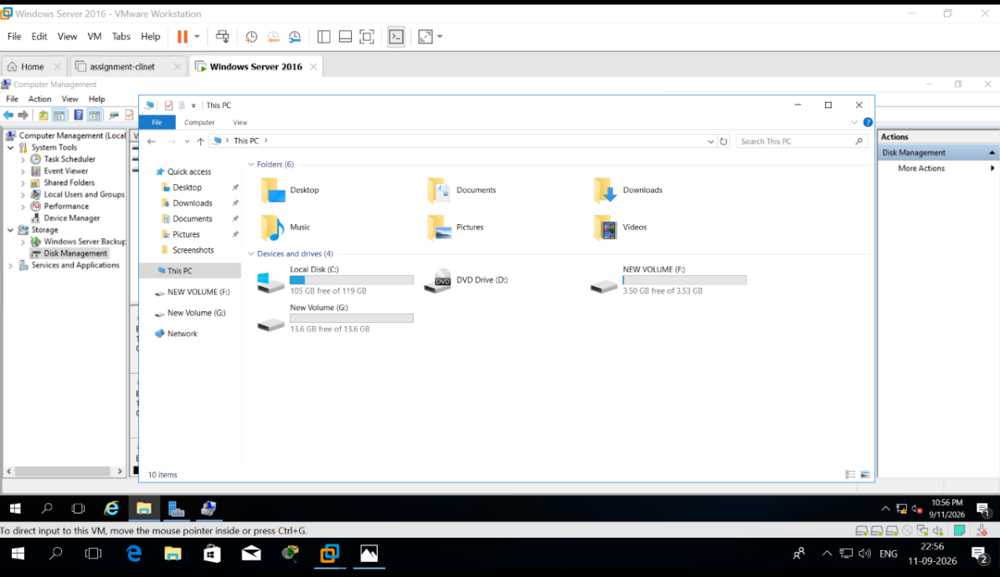 Windows Server 2016 - VMware Workstation
File Edit View VM Tabs Help
Home assignment-clinet Windows Server 2016
Computer Management
File Action View Help
This PC
File Computer View
This PC
Search This PC
Computer Management (Local
System Tools
Task Scheduler
Event Viewer
Shared Folders
Local Users and Groups
Performance
Device Manager
Storage
Windows Server Backup
Disk Management
Services and Applications
Quick access
Desktop
Downloads
Documents
Pictures
Screenshots
This PC
NEW VOLUME (F:)
New Volume (G:)
Network
Folders (6)
Desktop Documents Downloads
Music Pictures Videos
Devices and drives (4)
Local Disk (C:)
105 GB free of 119 GB
DVD Drive (D:)
NEW VOLUME (F:)
3.50 GB free of 3.53 GB
New Volume (G:)
13.6 GB free of 13.6 GB
10 items
Actions
Disk Management
More Actions
10:56 PM
9/11/2026
1
To direct input to this VM, move the mouse pointer inside or press Ctrl+G.
ENG
22:56
11-09-2026
2